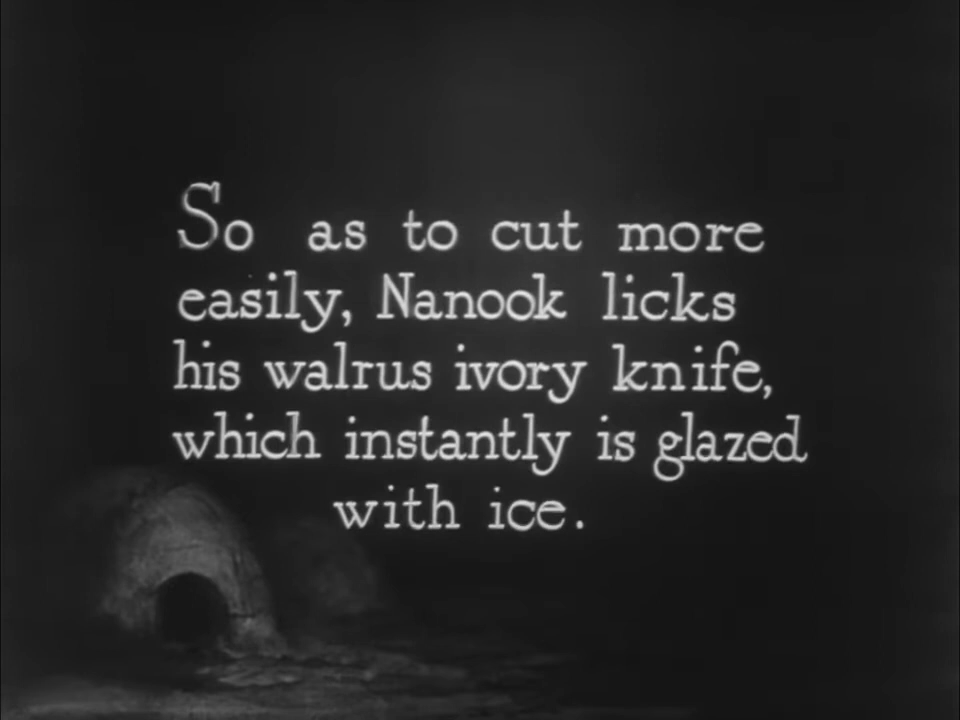 So as to cut more
easily, Nanook licks
his walrus ivory knife,
which instantly is glazed
with ice.